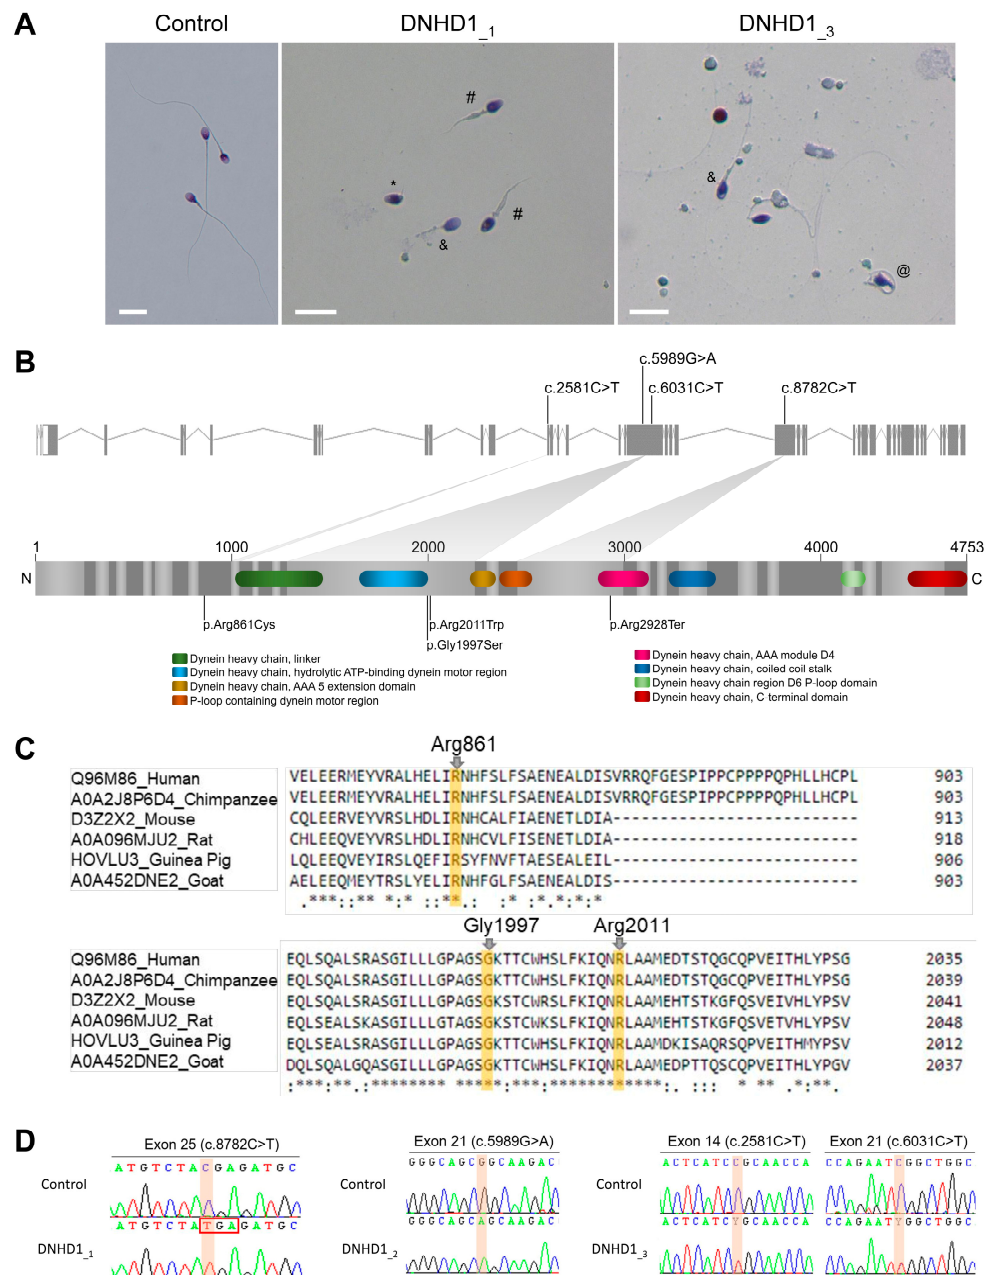 A
Control
DNHD1_1
DNHD1_3
#
*
#
&
&
@
B
c.5989G>A
c.2581C>T
c.6031C>T
c.8782C>T
1
1000
2000
3000
4000
4753
N
C
p.Arg861Cys
p.Arg2011Trp
p.Arg2928Ter
p.Gly1997Ser
Dynein heavy chain, linker
Dynein heavy chain, hydrolytic ATP-binding dynein motor region
Dynein heavy chain, AAA 5 extension domain
P-loop containing dynein motor region
Dynein heavy chain, AAA module D4
Dynein heavy chain, coiled coil stalk
Dynein heavy chain region D6 P-loop domain
Dynein heavy chain, C terminal domain
C
Arg861
Q96M86_Human VELEERMEYVRALHELIRNHFSLFSAENEALDISVRRQFGESPIPPCPPPPQPHLLHCPL 903
A0A2J8P6D4_Chimpanzee VELEERMEYVRALHELIRNHFSLFSAENEALDISVRRQFGESPIPPCPPPPQPHLLHCPL 903
D3Z2X2_Mouse CQLEERVEYVRSLHDLIRNHCALFIAENETLDIA-------------------------- 913
A0A096MJU2_Rat CHLEEQVEYVRSLHDLIRNHCVLFISENETLDIA-------------------------- 918
HOVLU3_Guinea Pig LQLEEQVEYIRSLQEFIRSYFNVFTAESEALEIL-------------------------- 906
A0A452DNE2_Goat AELEEQMEYTRSLYELIRNHFGLFSAENEALDIS-------------------------- 903
.***::** *:* ::**.: :* *.*:*
Gly1997
Arg2011
Q96M86_Human EQLSQALSRASGILLLGPAGSGKTTCWHSLFKIQNRLAAMEDTSTQGCQPVEITHLYPSG 2035
A0A2J8P6D4_Chimpanzee EQLSQALSRASGILLLGPAGSGKTTCWHSLFKIQNRLAAMEDTSTQGCQPVEITHLYPSG 2039
D3Z2X2_Mouse EQLSQALSRASGILLLGPAGSGKTSCWRSLFKIQNRLAAMEHTSTKGFQSVEITHLYPSV 2041
A0A096MJU2_Rat EQLSEALSKASGILLLGTAGSGKSTCWKSLFKIQNRLAAMEHTSTKGFQSVETVHLYPSV 2048
HOVLU3_Guinea Pig EQLSEALSRASGILLLGPAGSGKTTCWHSLFKIQNRLAAMDKISAQRSQPVEITHMYPSV 2012
A0A452DNE2_Goat DQLSQALGQASGILLLGPAGSGKTTCWHSLFKIQNRLAAMEDPTTQSCQPVEITHLYPGV 2037
:***:**.:******** *****::**:************:. ::: * ** .*:**.
D
Exon 25 (c.8782C>T)
Exon 21 (c.5989G>A)
Exon 14 (c.2581C>T)
Exon 21 (c.6031C>T)
ATGTCTACGAGATGC
GGGCAGCGGCAAGAC
ACTCATCCGCAACCA
CCAGAATCGGCTGGC
Control
Control
Control
ATGTCTATGAGATGC
GGGCAGCAGCAAGAC
ACTCATCYGCAACCA
CCAGAATYGGCTGGC
DNHD1_1
DNHD1_2
DNHD1_3